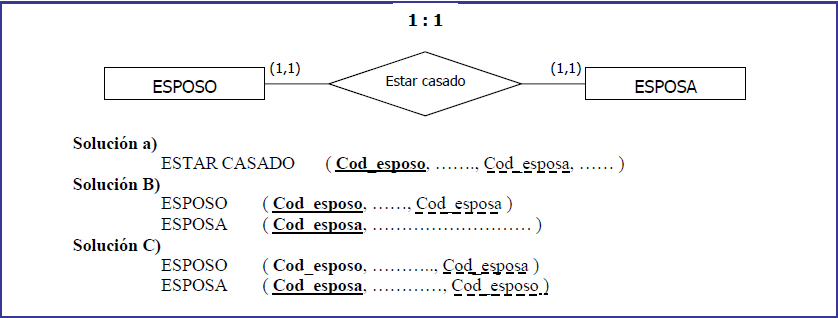 1 : 1
(1,1) (1,1)
ESPOSO Estar casado ESPOSA
Solución a)
ESTAR CASADO ( Cod_esposo, ……., Cod_esposa, …… )
Solución B)
ESPOSO ( Cod_esposo, ……, Cod_esposa )
ESPOSA ( Cod_esposa, ……………………… )
Solución C)
ESPOSO ( Cod_esposo, ……….., Cod_esposa )
ESPOSA ( Cod_esposa, …………, Cod_esposo )